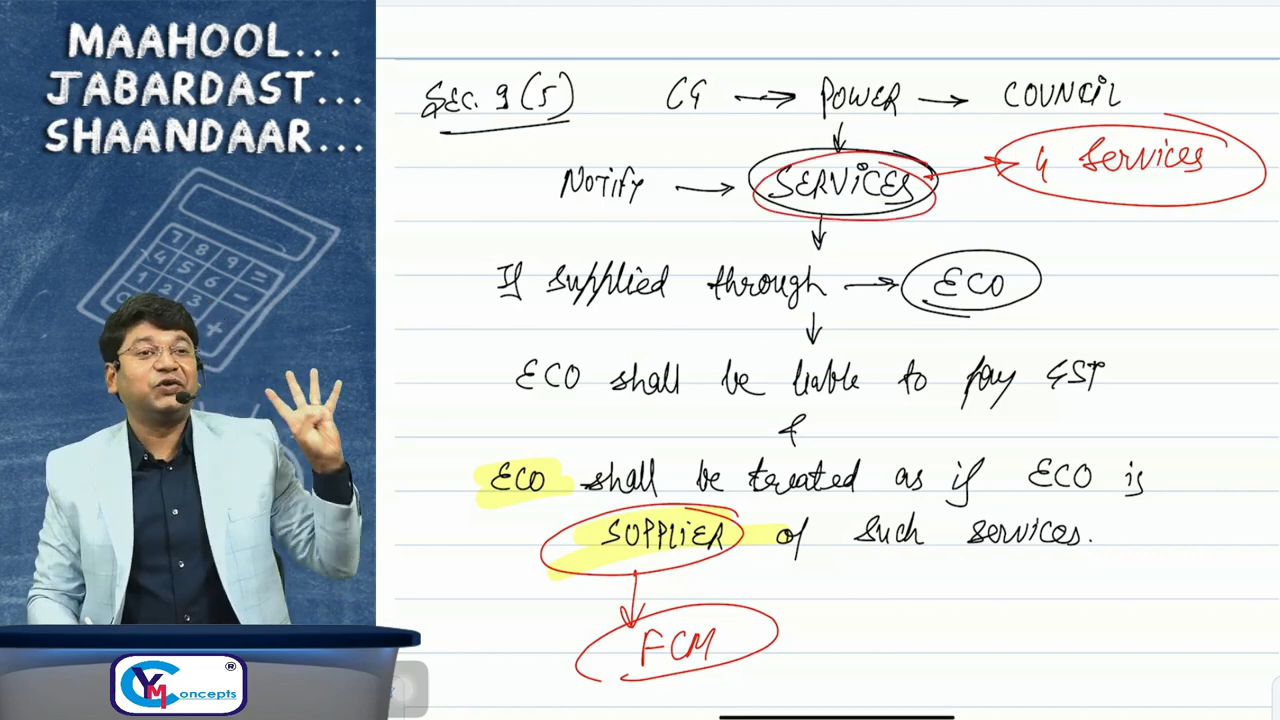 MAAHOOL...
JABARDAST...
SHAANDAAR...
SEC. 9(5) CG → POWER → COUNCIL
NOTIFY → SERVICES → 4 Services
If supplied through → ECO
ECO shall be liable to pay GST
&
ECO shall be treated as if ECO is
SUPPLIER of such services.
FCM
CYM Concepts ®